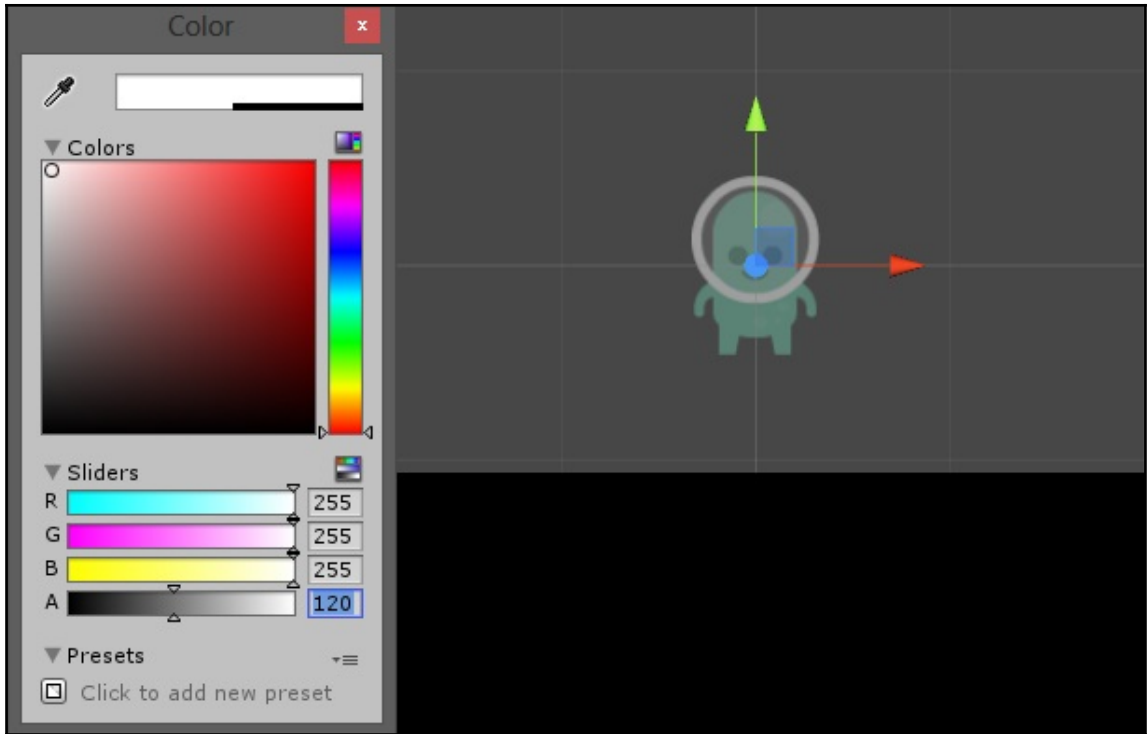 Color
x
Colors
Sliders
R 255
G 255
B 255
A 120
Presets
Click to add new preset